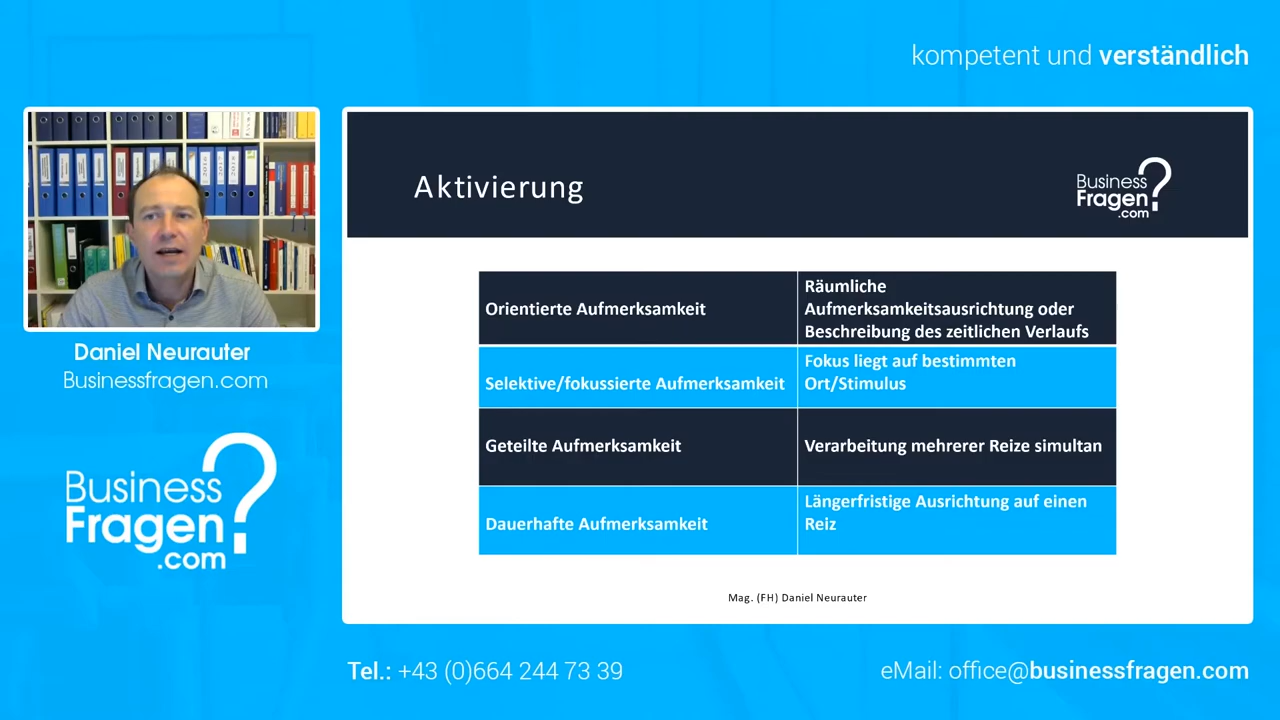 kompetent und verständlich
Aktivierung
Business
Fragen?
.com
Orientierte Aufmerksamkeit
Räumliche
Aufmerksamkeitsausrichtung oder
Beschreibung des zeitlichen Verlaufs
Selektive/fokussierte Aufmerksamkeit
Fokus liegt auf bestimmten
Ort/Stimulus
Geteilte Aufmerksamkeit
Verarbeitung mehrerer Reize simultan
Dauerhafte Aufmerksamkeit
Längerfristige Ausrichtung auf einen
Reiz
Mag. (FH) Daniel Neurauter
Daniel Neurauter
Businessfragen.com
Business
Fragen?
.com
Tel.: +43 (0)664 244 73 39
eMail: office@businessfragen.com